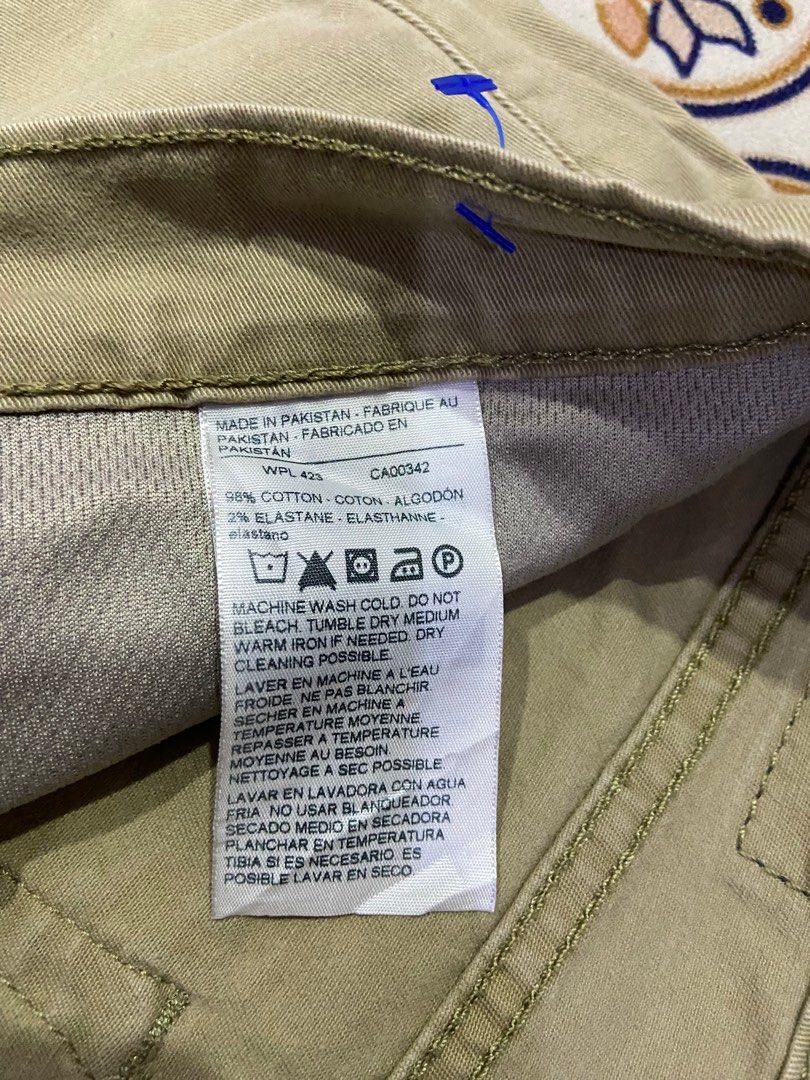 MADE IN PAKISTAN - FABRIQUE AU
PAKISTAN - FABRICADO EN
PAKISTÁN
WPL 423 CA00342
98% COTTON - COTON - ALGODÓN
2% ELASTANE - ELASTHANNE -
elastano
P
MACHINE WASH COLD. DO NOT
BLEACH. TUMBLE DRY MEDIUM
WARM IRON IF NEEDED. DRY
CLEANING POSSIBLE.
LAVER EN MACHINE A L'EAU
FROIDE. NE PAS BLANCHIR
SECHER EN MACHINE A
TEMPERATURE MOYENNE
REPASSER A TEMPERATURE
MOYENNE AU BESOIN.
NETTOYAGE A SEC POSSIBLE
LAVAR EN LAVADORA CON AGUA
FRIA. NO USAR BLANQUEADOR
SECADO MEDIO EN SECADORA
PLANCHAR EN TEMPERATURA
TIBIA SI ES NECESARIO. ES
POSIBLE LAVAR EN SECO